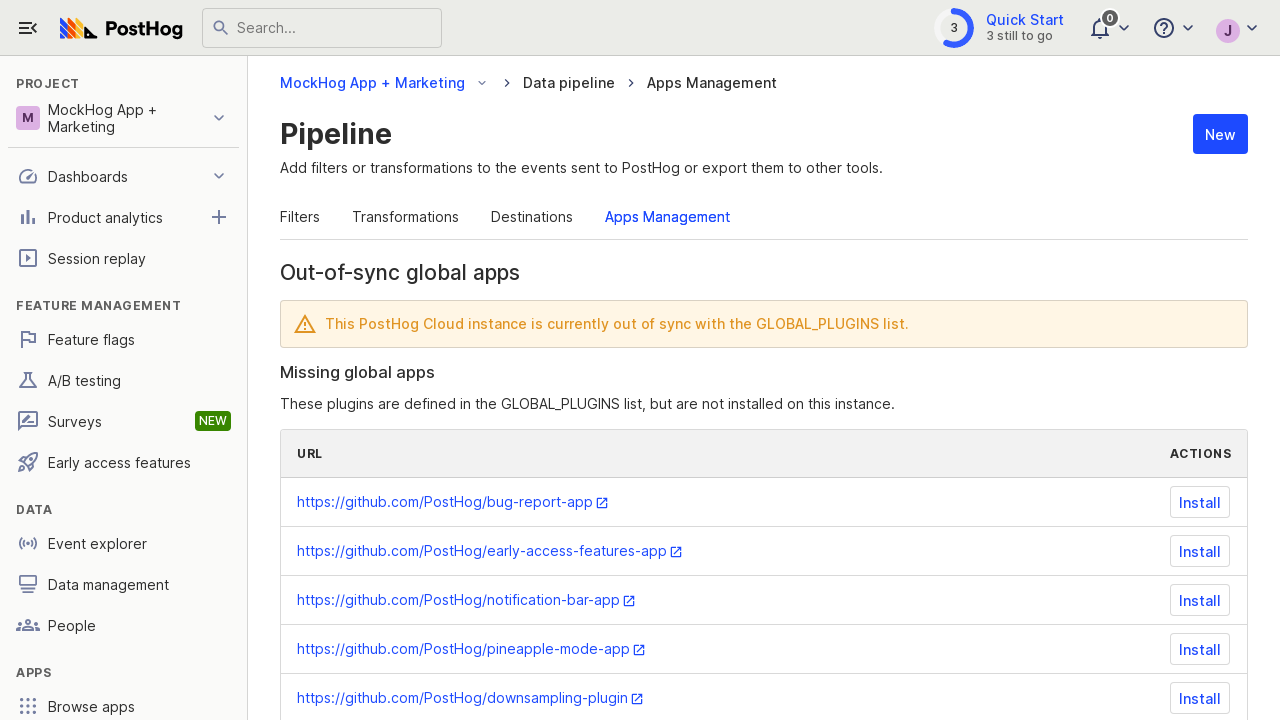 PostHog
Search...
3
Quick Start
3 still to go
0
J
PROJECT
M
MockHog App +
Marketing
Dashboards
Product analytics
Session replay
FEATURE MANAGEMENT
Feature flags
A/B testing
Surveys
NEW
Early access features
DATA
Event explorer
Data management
People
APPS
Browse apps
MockHog App + Marketing
Data pipeline
Apps Management
Pipeline
New
Add filters or transformations to the events sent to PostHog or export them to other tools.
Filters
Transformations
Destinations
Apps Management
Out-of-sync global apps
This PostHog Cloud instance is currently out of sync with the GLOBAL_PLUGINS list.
Missing global apps
These plugins are defined in the GLOBAL_PLUGINS list, but are not installed on this instance.
URL
ACTIONS
https://github.com/PostHog/bug-report-app
Install
https://github.com/PostHog/early-access-features-app
Install
https://github.com/PostHog/notification-bar-app
Install
https://github.com/PostHog/pineapple-mode-app
Install
https://github.com/PostHog/downsampling-plugin
Install